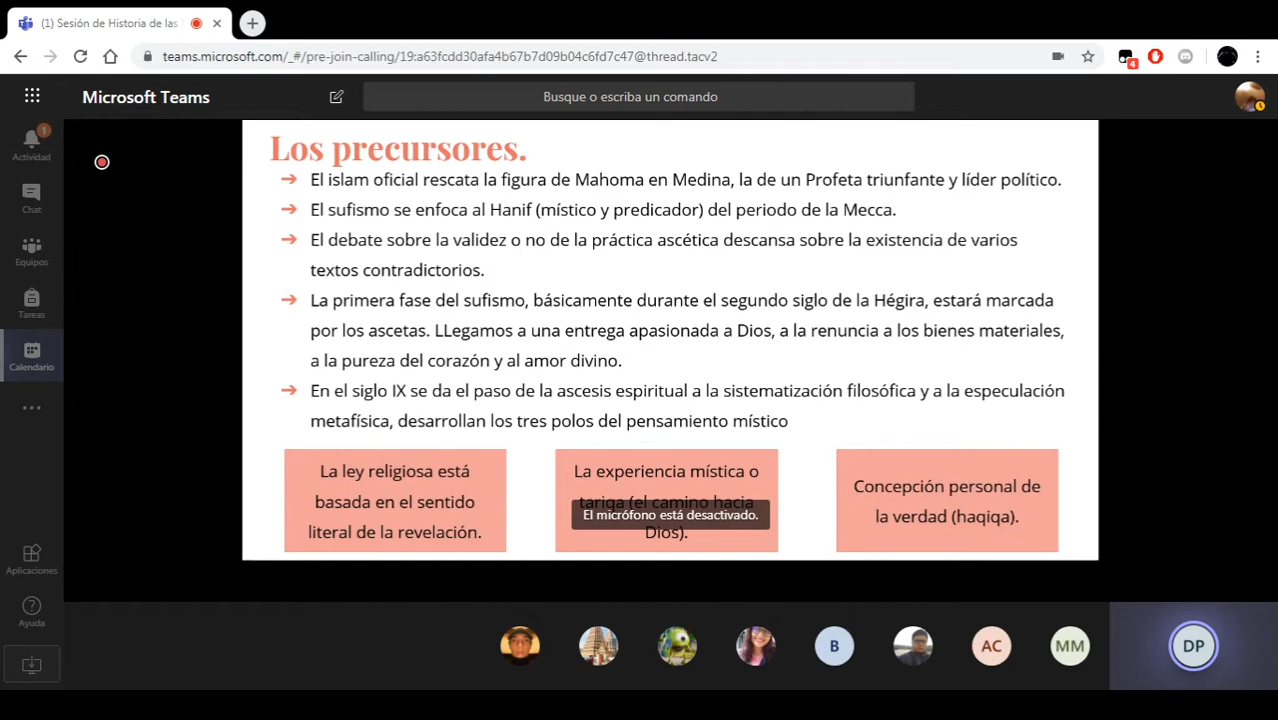 (1) Sesión de Historia de las
teams.microsoft.com/_#/pre-join-calling/19:a63fcdd30afa4b67b7d09b04c6fd7c47@thread.tacv2
4
Microsoft Teams
Busque o escriba un comando
1
Actividad
Chat
Equipos
Tareas
Calendario
Aplicaciones
Ayuda
Los precursores.
➔ El islam oficial rescata la figura de Mahoma en Medina, la de un Profeta triunfante y líder político.
➔ El sufismo se enfoca al Hanif (místico y predicador) del periodo de la Mecca.
➔ El debate sobre la validez o no de la práctica ascética descansa sobre la existencia de varios
textos contradictorios.
➔ La primera fase del sufismo, básicamente durante el segundo siglo de la Hégira, estará marcada
por los ascetas. LLegamos a una entrega apasionada a Dios, a la renuncia a los bienes materiales,
a la pureza del corazón y al amor divino.
➔ En el siglo IX se da el paso de la ascesis espiritual a la sistematización filosófica y a la especulación
metafísica, desarrollan los tres polos del pensamiento místico
La ley religiosa está
basada en el sentido
literal de la revelación.
La experiencia mística o
tariqa (el camino hacia
Dios).
El micrófono está desactivado.
Concepción personal de
la verdad (haqiqa).
B
AC
MM
DP